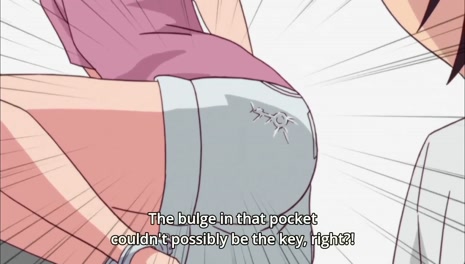 The bulge in that pocket
couldn't possibly be the key, right?!